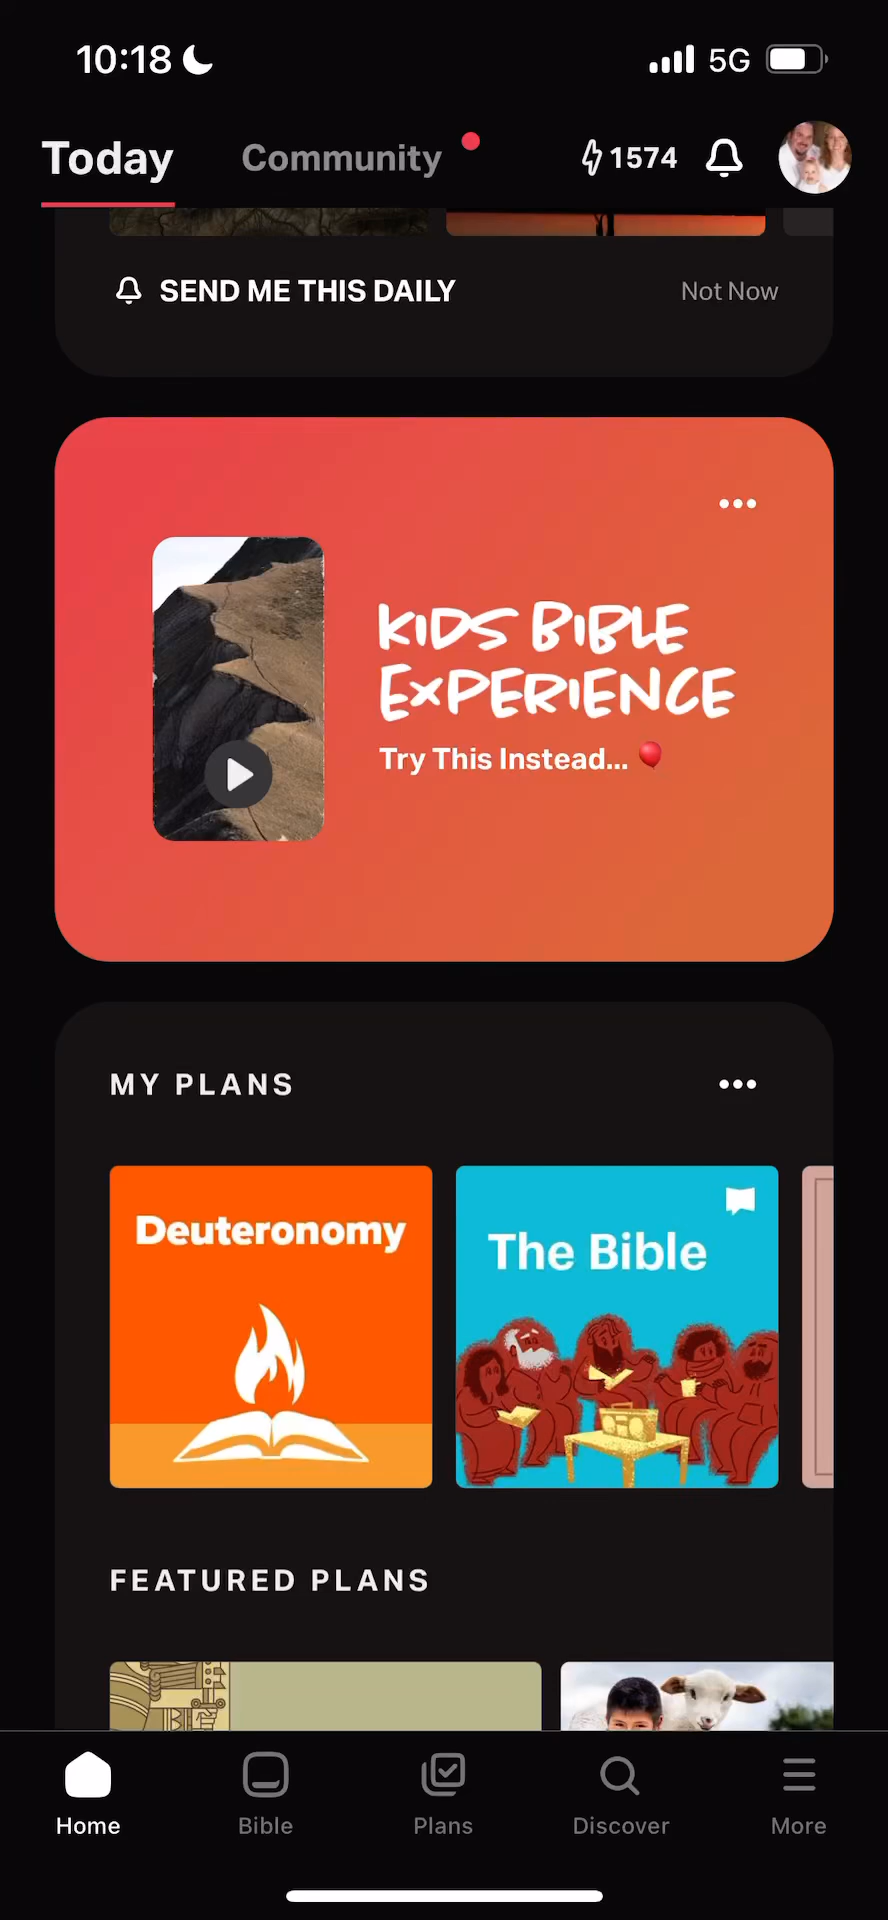 10:18
5G
Today
Community
1574
SEND ME THIS DAILY
Not Now
KIDS BIBLE
EXPERIENCE
Try This Instead...
MY PLANS
Deuteronomy
The Bible
FEATURED PLANS
Home
Bible
Plans
Discover
More